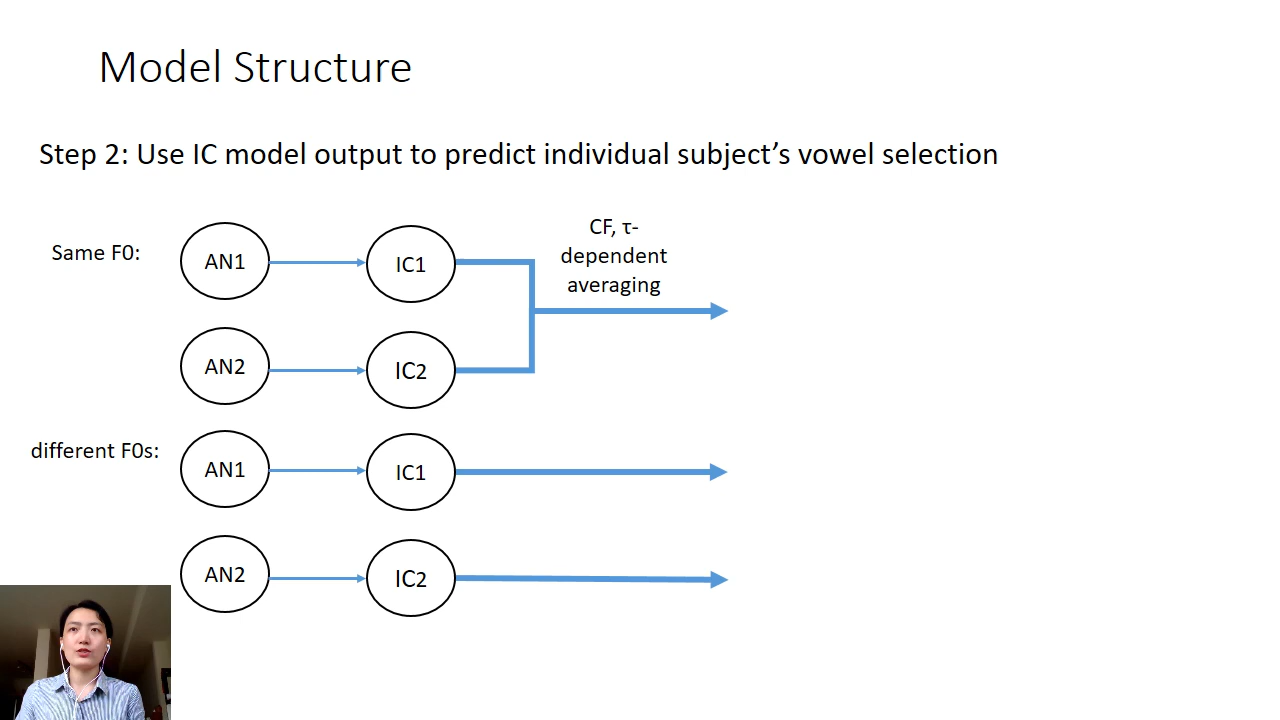 Model Structure
Step 2: Use IC model output to predict individual subject’s vowel selection
Same F0:
AN1
IC1
CF, τ-
dependent
averaging
AN2
IC2
different F0s:
AN1
IC1
AN2
IC2